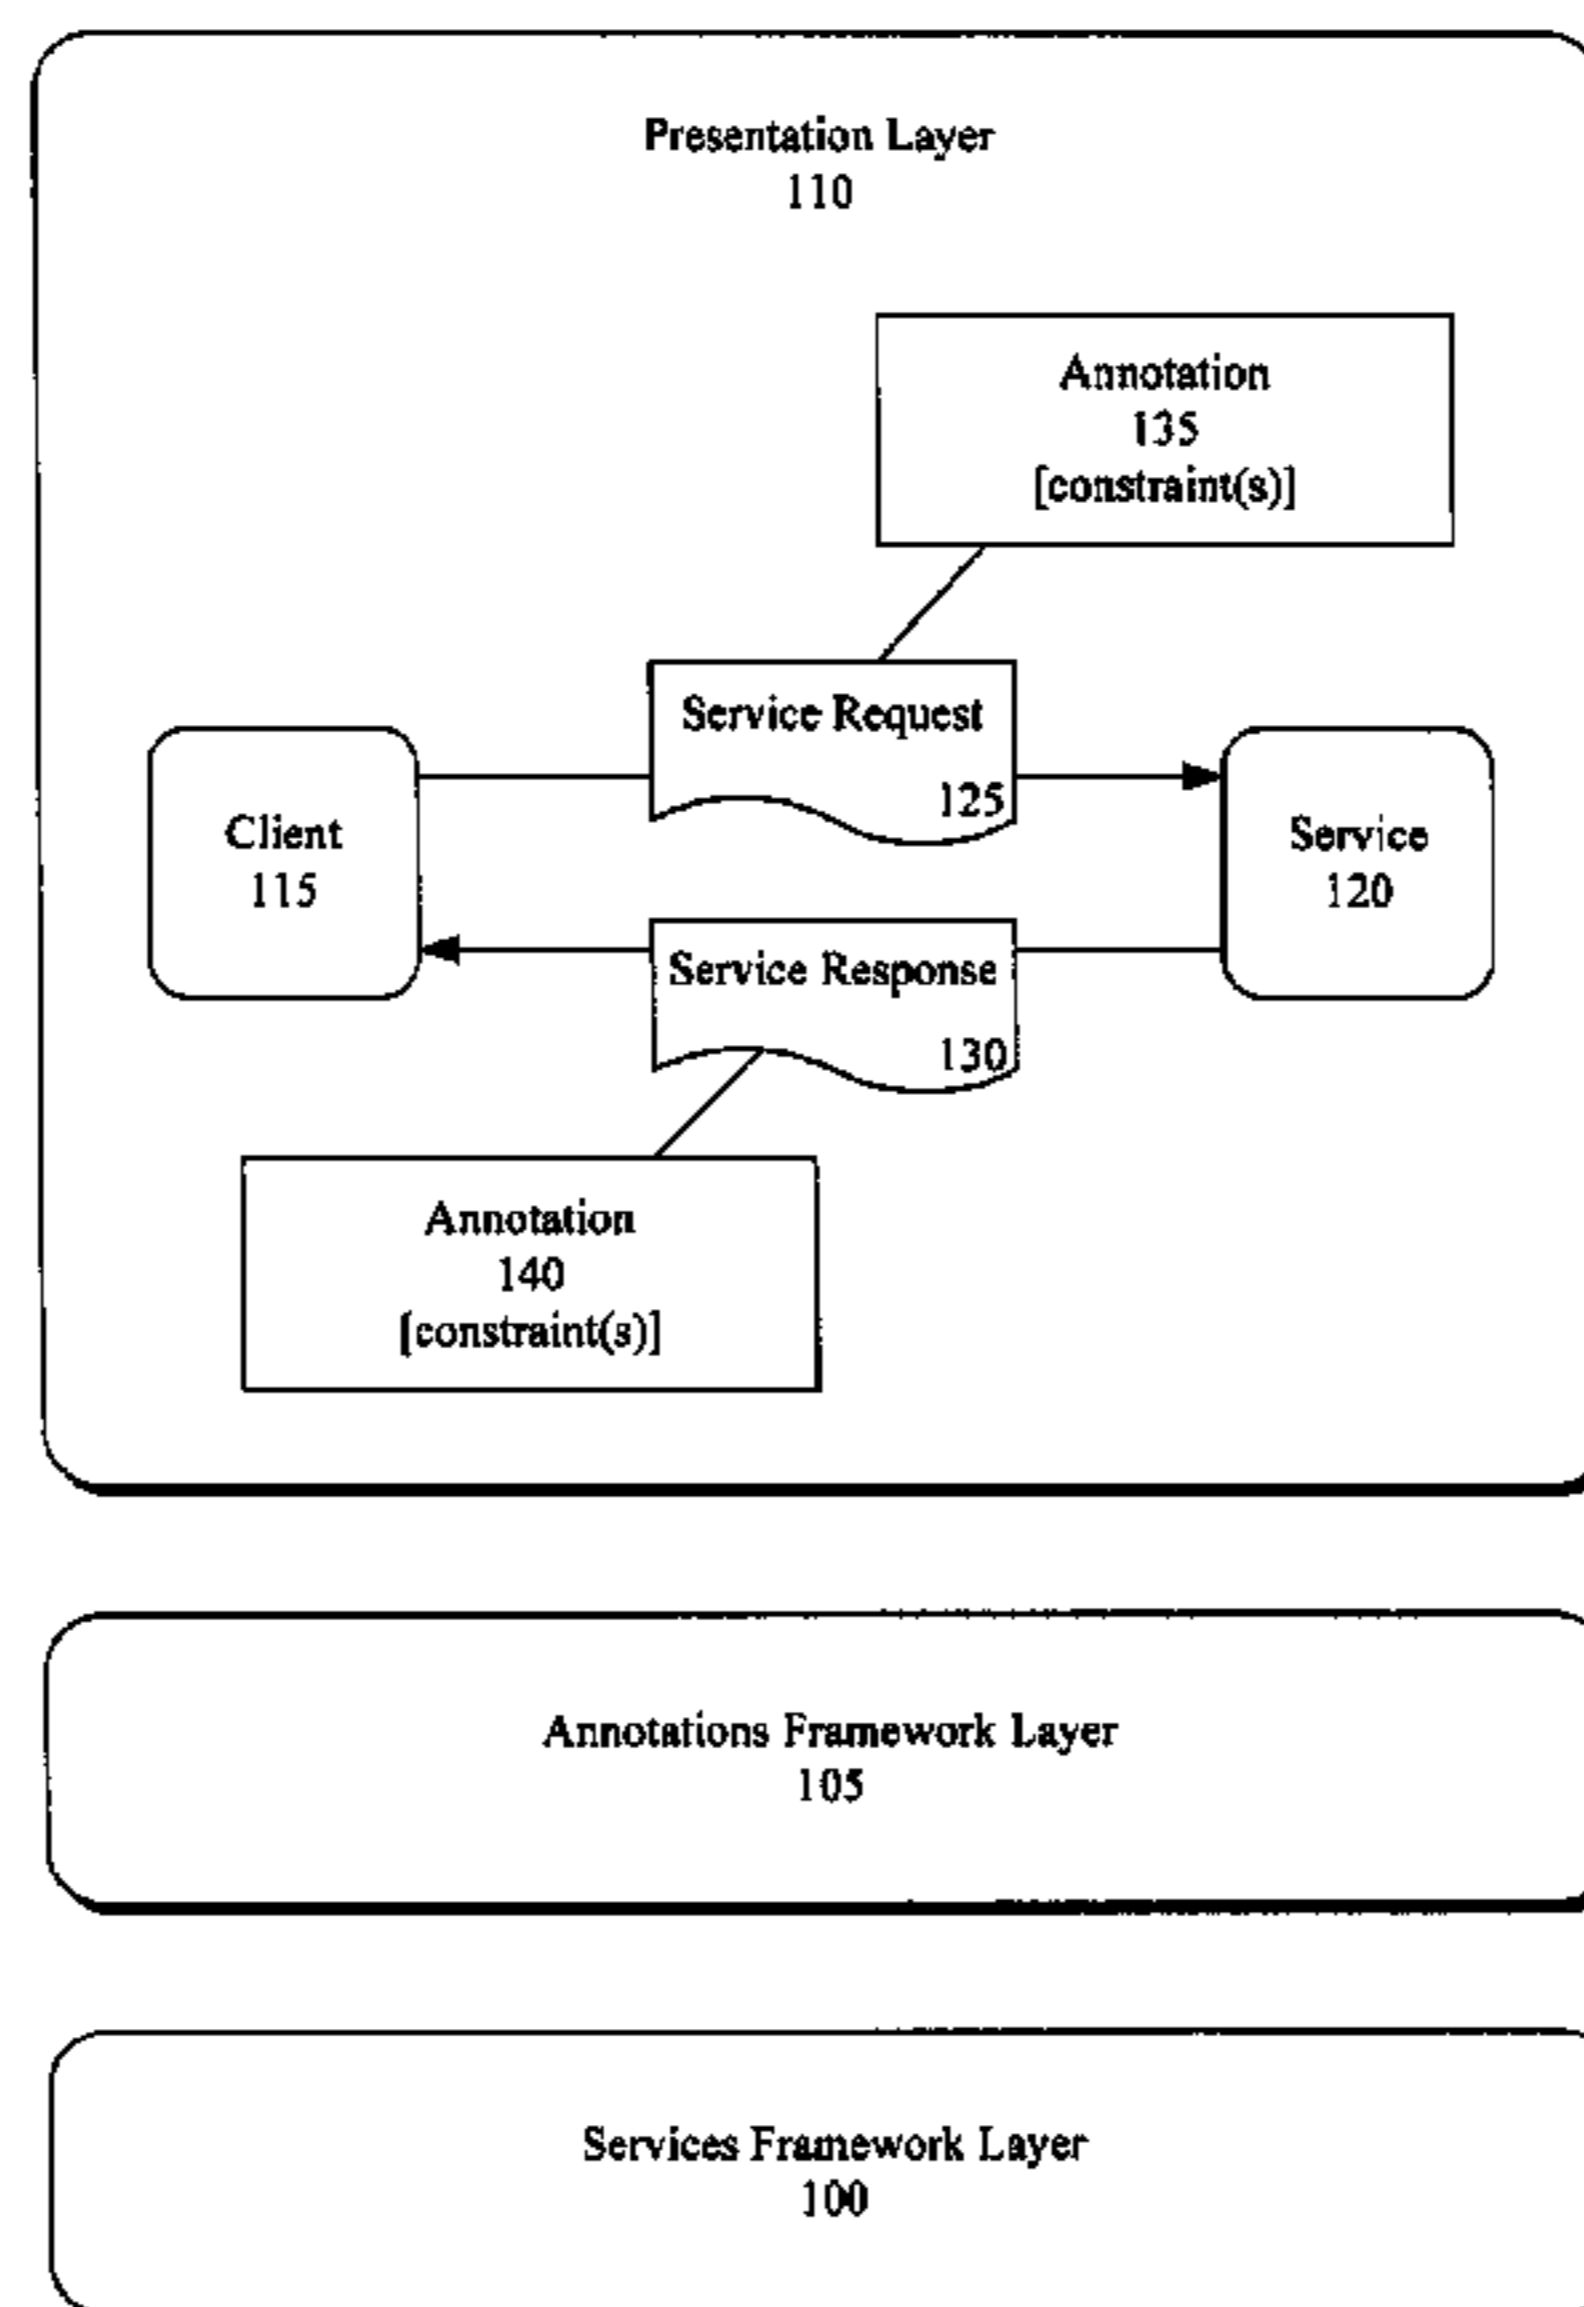 Presentation Layer
110
Annotation
135
[constraint(s)]
Service Request
125
Client
115
Service
120
Service Response
130
Annotation
140
[constraint(s)]
Annotations Framework Layer
105
Services Framework Layer
100